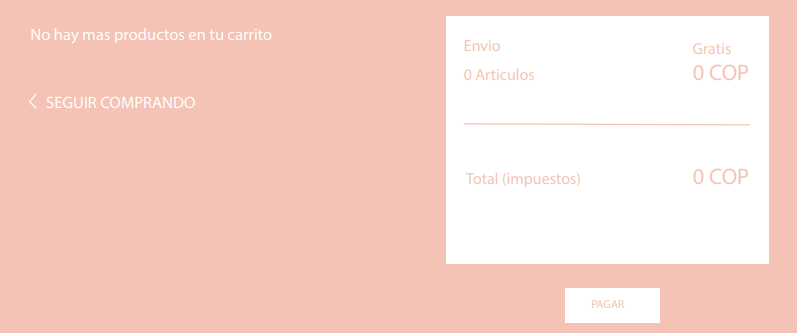 No hay mas productos en tu carrito
SEGUIR COMPRANDO
Envio Gratis
0 Articulos 0 COP
Total (impuestos) 0 COP
PAGAR